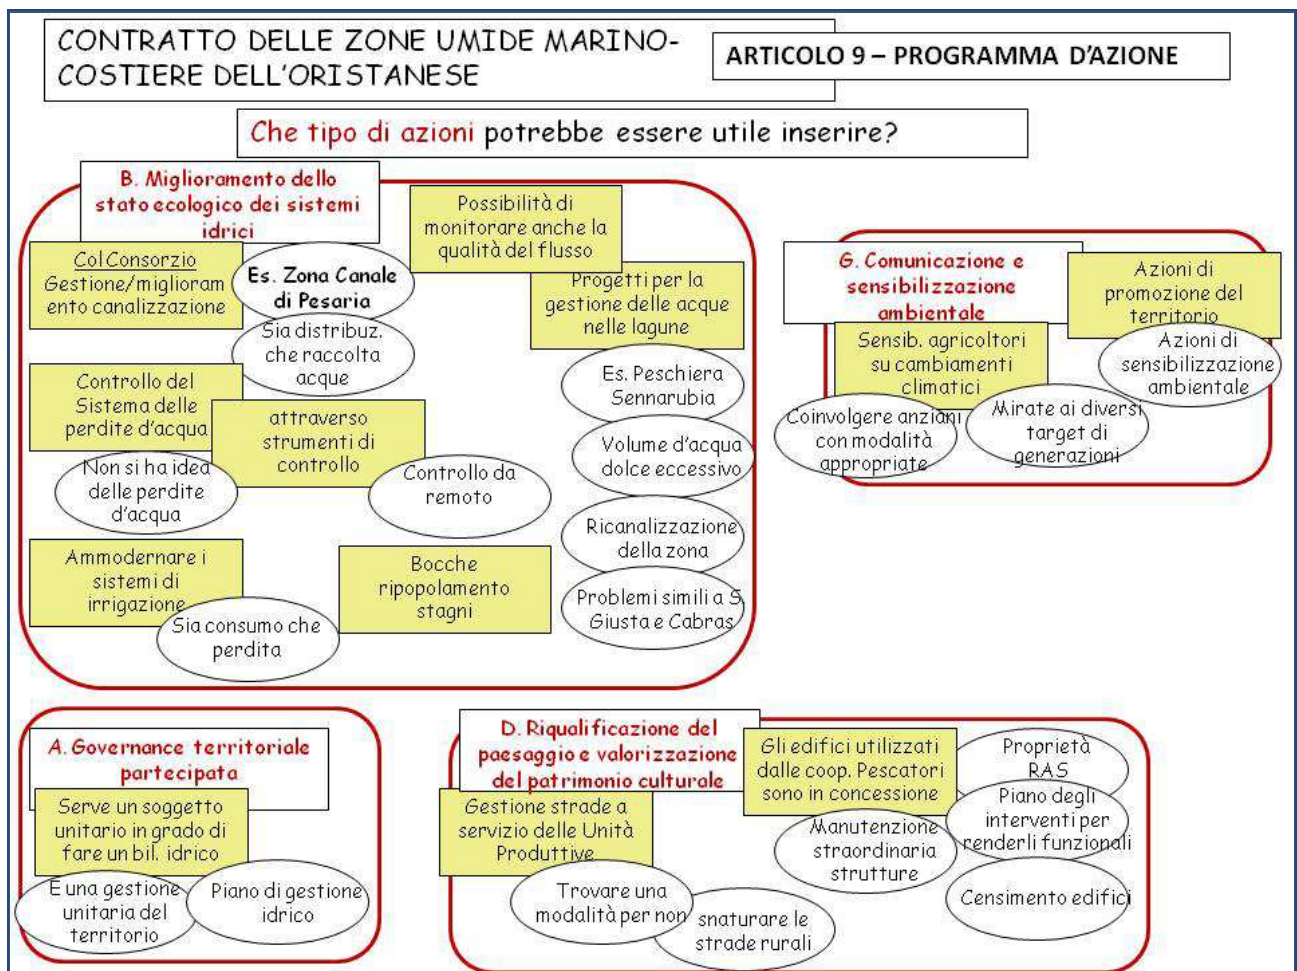 CONTRATTO DELLE ZONE UMIDE MARINO-
COSTIERE DELL'ORISTANESE
ARTICOLO 9 – PROGRAMMA D'AZIONE
Che tipo di azioni potrebbe essere utile inserire?
B. Miglioramento dello
stato ecologico dei sistemi
idrici
Col Consorzio
Gestione/miglioram
ento canalizzazione
Es. Zona Canale
di Pesaria
Sia distribuz.
che raccolta
acque
Possibilità di
monitorare anche la
qualità del flusso
Progetti per la
gestione delle acque
nelle lagune
Es. Peschiera
Sennarubia
Volume d'acqua
dolce eccessivo
Ricanalizzazione
della zona
Problemi simili a S.
Giusta e Cabras
Controllo del
Sistema delle
perdite d'acqua
attraverso
strumenti di
controllo
Non si ha idea
delle perdite
d'acqua
Controllo da
remoto
Ammodernare i
sistemi di
irrigazione
Sia consumo che
perdita
Bocche
ripopolamento
stagni
G. Comunicazione e
sensibilizzazione
ambientale
Azioni di
promozione del
territorio
Azioni di
sensibilizzazione
ambientale
Sensib. agricoltori
su cambiamenti
climatici
Coinvolgere anziani
con modalità
appropriate
Mirate ai diversi
target di
generazioni
A. Governance territoriale
partecipata
Serve un soggetto
unitario in grado di
fare un bil. idrico
E una gestione
unitaria del
territorio
Piano di gestione
idrico
D. Riqualificazione del
paesaggio e valorizzazione
del patrimonio culturale
Gestione strade a
servizio delle Unità
Produttive
Trovare una
modalità per non
snaturare le
strade rurali
Gli edifici utilizzati
dalle coop. Pescatori
sono in concessione
Manutenzione
straordinaria
strutture
Proprietà
RAS
Piano degli
interventi per
renderli funzionali
Censimento edifici